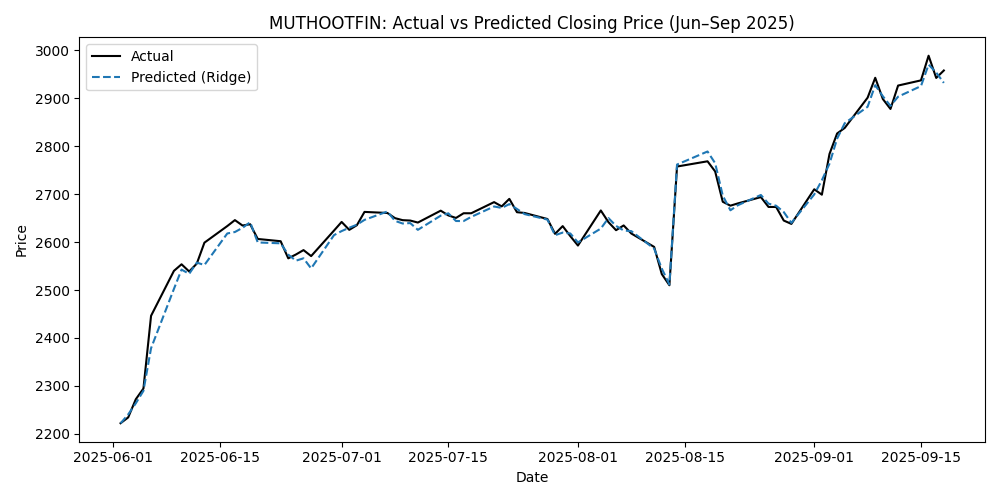 MUTHOOTFIN: Actual vs Predicted Closing Price (Jun–Sep 2025)
Actual
Predicted (Ridge)
Price
3000
2900
2800
2700
2600
2500
2400
2300
2200
2025-06-01 2025-06-15 2025-07-01 2025-07-15 2025-08-01 2025-08-15 2025-09-01 2025-09-15
Date